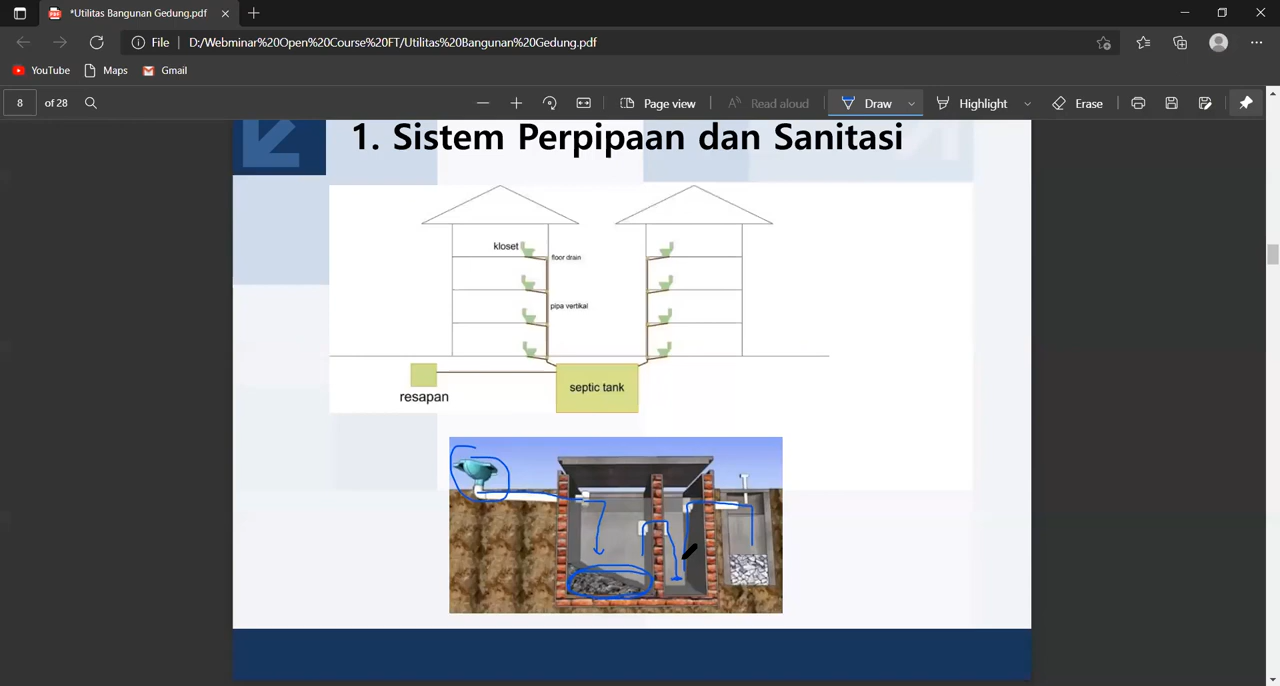 *Utilitas Bangunan Gedung.pdf
File D:/Webminar%20Open%20Course%20FT/Utilitas%20Bangunan%20Gedung.pdf
YouTube Maps Gmail
8 of 28 Page view Read aloud Draw Highlight Erase
1. Sistem Perpipaan dan Sanitasi
kloset
floor drain
pipa vertikal
septic tank
resapan